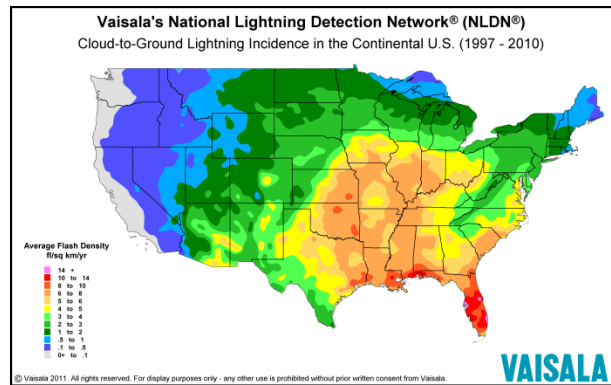 Vaisala's National Lightning Detection Network® (NLDN®)
Cloud-to-Ground Lightning Incidence in the Continental U.S. (1997 - 2010)
Average Flash Density
fl/sq km/yr
14 +
10 to 14
8 to 10
6 to 8
5 to 6
4 to 5
3 to 4
2 to 3
1 to 2
.5 to 1
.1 to .5
0+ to .1
© Vaisala 2011. All rights reserved. For display purposes only - any other use is prohibited without prior written consent from Vaisala.
VAISALA